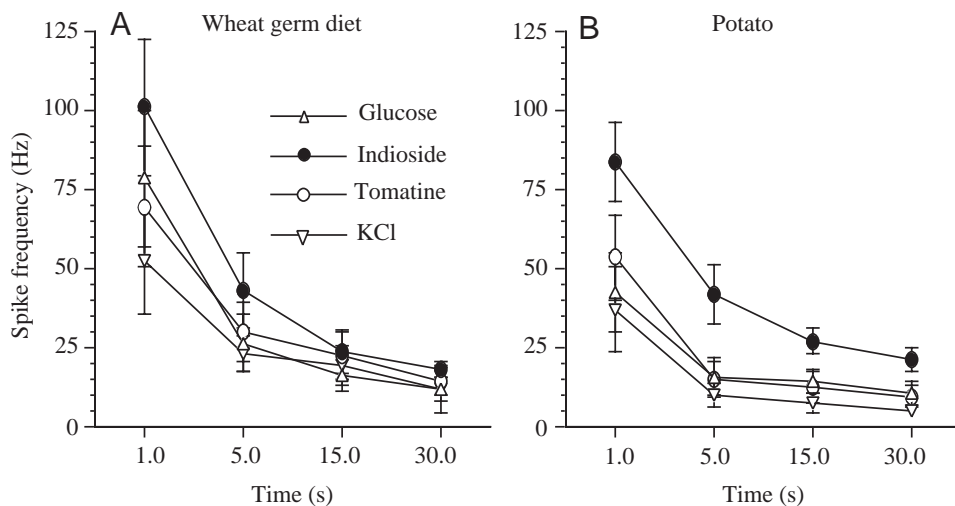 A
Wheat germ diet
125
100
75
50
25
0
Spike frequency (Hz)
Glucose
Indioside
Tomatine
KCl
1.0 5.0 15.0 30.0
Time (s)
B
Potato
125
100
75
50
25
0
1.0 5.0 15.0 30.0
Time (s)